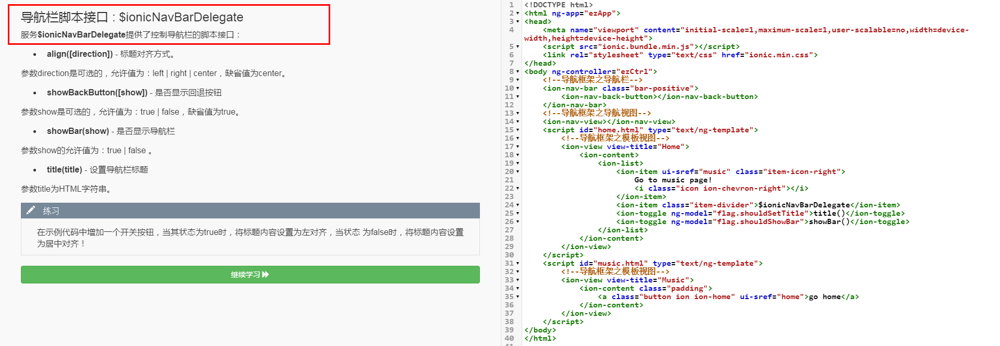 导航栏脚本接口：$ionicNavBarDelegate
服务$ionicNavBarDelegate提供了控制导航栏的脚本接口：
• align([direction]) - 标题对齐方式。
参数direction是可选的，允许值为：left | right | center，缺省值为center。
• showBackButton([show]) - 是否显示回退按钮
参数show是可选的，允许值为：true | false，缺省值为true。
• showBar(show) - 是否显示导航栏
参数show的允许值为：true | false 。
• title(title) - 设置导航栏标题
参数title为HTML字符串。
练习
在示例代码中增加一个开关按钮，当其状态为true时，将标题内容设置为左对齐，当状态 为false时，将标题内容设置
为居中对齐！
继续学习
1 <!DOCTYPE html>
2 <html ng-app="ezApp">
3 <head>
4 <meta name="viewport" content="initial-scale=1,maximum-scale=1,user-scalable=no,width=device-
width,height=device-height">
5 <script src="ionic.bundle.min.js"></script>
6 <link rel="stylesheet" type="text/css" href="ionic.min.css">
7 </head>
8 <body ng-controller="ezCtrl">
9 <!--导航框架之导航栏-->
10 <ion-nav-bar class="bar-positive">
11 <ion-nav-back-button></ion-nav-back-button>
12 </ion-nav-bar>
13 <!--导航框架之导航视图-->
14 <ion-nav-view></ion-nav-view>
15 <script id="home.html" type="text/ng-template">
16 <!--导航框架之模板视图-->
17 <ion-view view-title="Home">
18 <ion-content>
19 <ion-list>
20 <ion-item ui-sref="music" class="item-icon-right">
21 Go to music page!
22 <i class="icon ion-chevron-right"></i>
23 </ion-item>
24 <ion-item class="item-divider">$ionicNavBarDelegate</ion-item>
25 <ion-toggle ng-model="flag.shouldSetTitle">title()</ion-toggle>
26 <ion-toggle ng-model="flag.shouldShowBar">showBar()</ion-toggle>
27 </ion-list>
28 </ion-content>
29 </ion-view>
30 </script>
31 <script id="music.html" type="text/ng-template">
32 <!--导航框架之模板视图-->
33 <ion-view view-title="Music">
34 <ion-content class="padding">
35 <a class="button ion ion-home" ui-sref="home">go home</a>
36 </ion-content>
37 </ion-view>
38 </script>
39 </body>
40 </html>
41